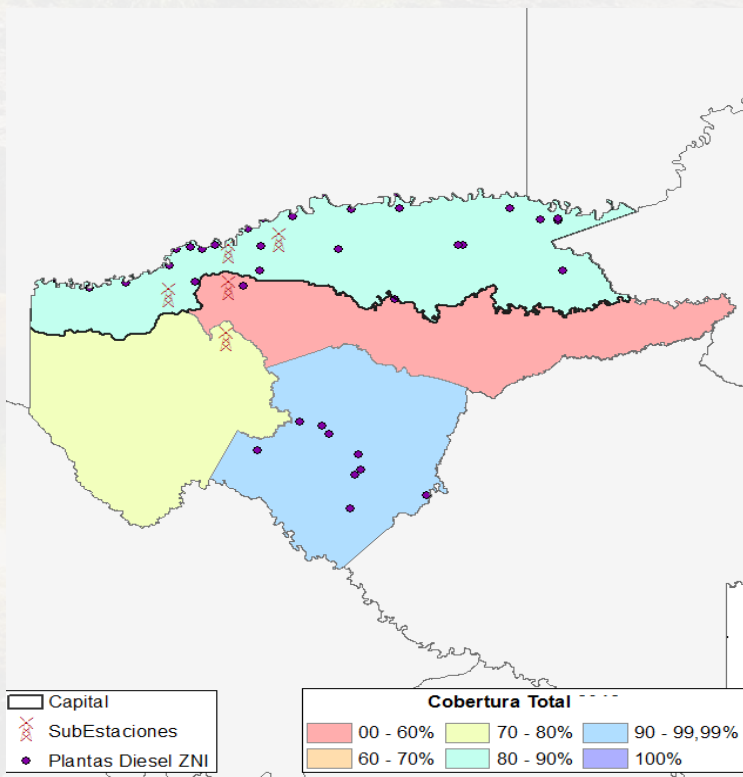 Capital
SubEstaciones
Plantas Diesel ZNI
Cobertura Total
00 - 60% 70 - 80% 90 - 99,99%
60 - 70% 80 - 90% 100%